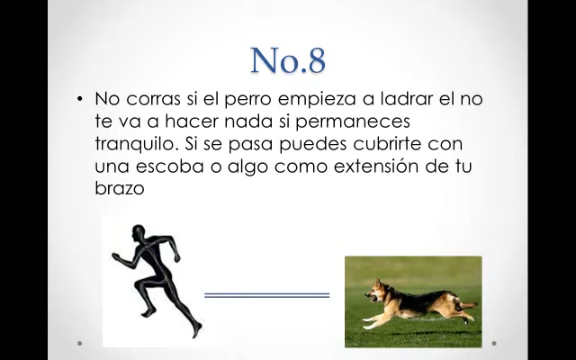 No.8
• No corras si el perro empieza a ladrar el no
te va a hacer nada si permaneces
tranquilo. Si se pasa puedes cubrirte con
una escoba o algo como extensión de tu
brazo